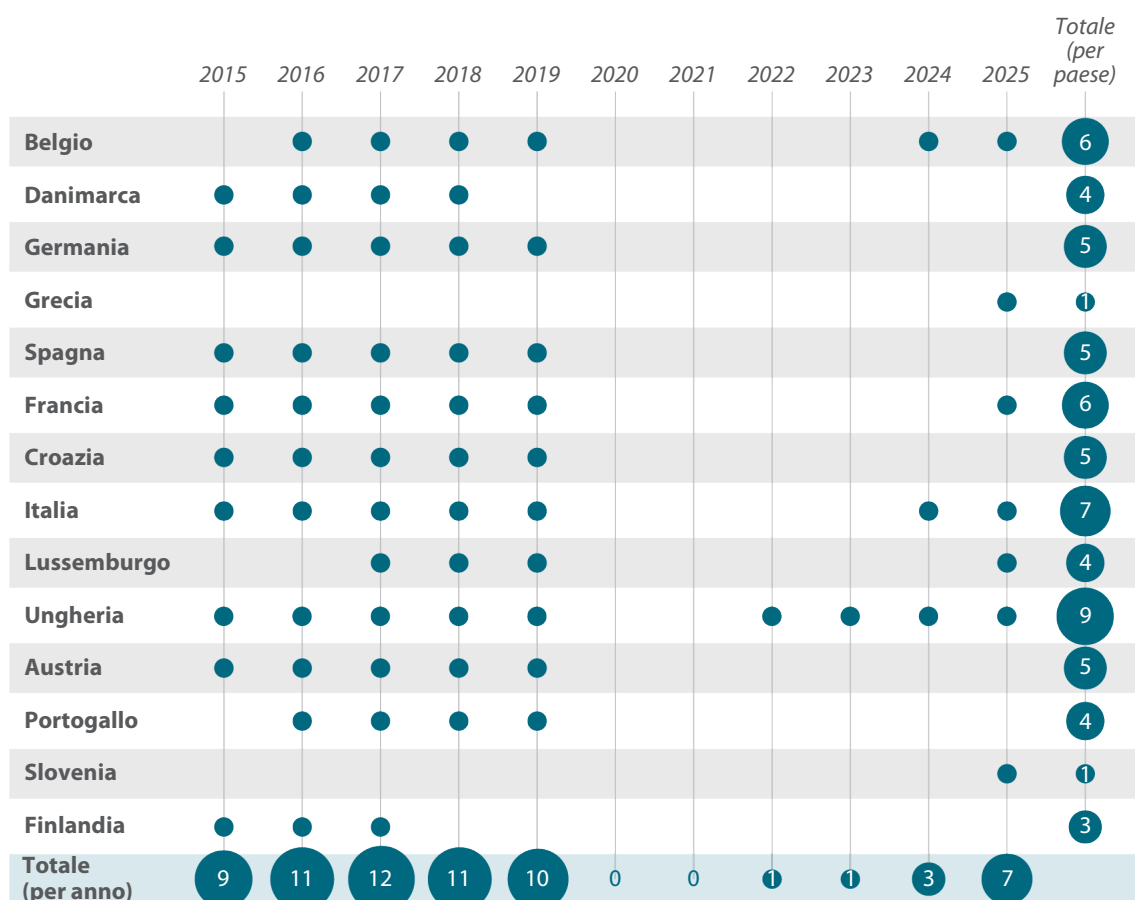 Totale
(per
paese)
2015 2016 2017 2018 2019 2020 2021 2022 2023 2024 2025
Belgio 6
Danimarca 4
Germania 5
Grecia 1
Spagna 5
Francia 6
Croazia 5
Italia 7
Lussemburgo 4
Ungheria 9
Austria 5
Portogallo 4
Slovenia 1
Finlandia 3
Totale
(per anno) 9 11 12 11 10 0 0 1 1 3 7